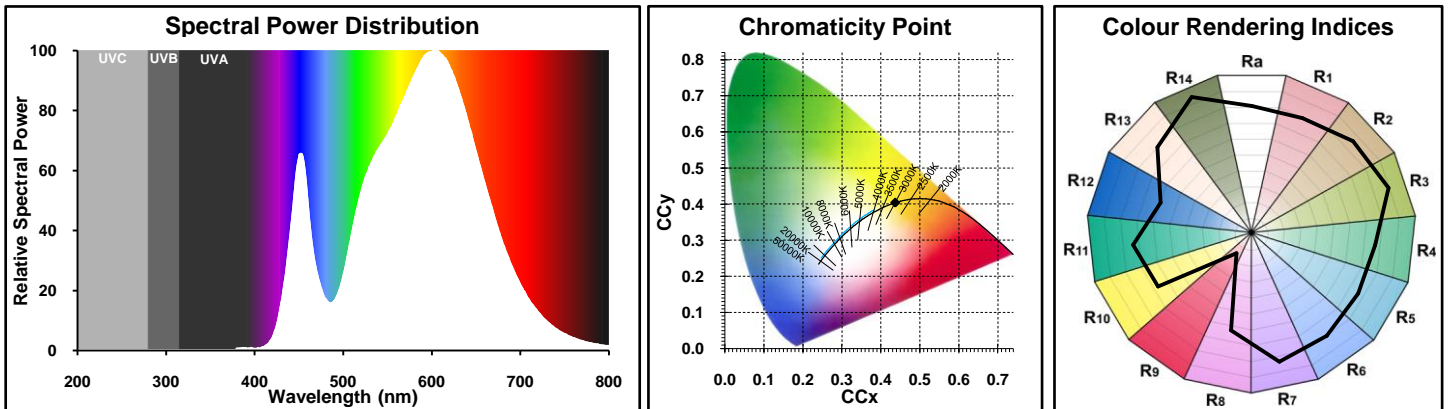 Spectral Power Distribution
100
80
60
40
20
0
UVC UVB UVA
Relative Spectral Power
200 300 400 500 600 700 800
Wavelength (nm)
Chromaticity Point
0.8
0.7
0.6
0.5
0.4
0.3
0.2
0.1
0.0
CCy
2000K
2500K
3000K
3500K
4000K
5000K
6000K
8000K
10000K
20000K
0.0 0.1 0.2 0.3 0.4 0.5 0.6 0.7
CCx
Colour Rendering Indices
Ra
R1
R2
R3
R4
R5
R6
R7
R8
R9
R10
R11
R12
R13
R14